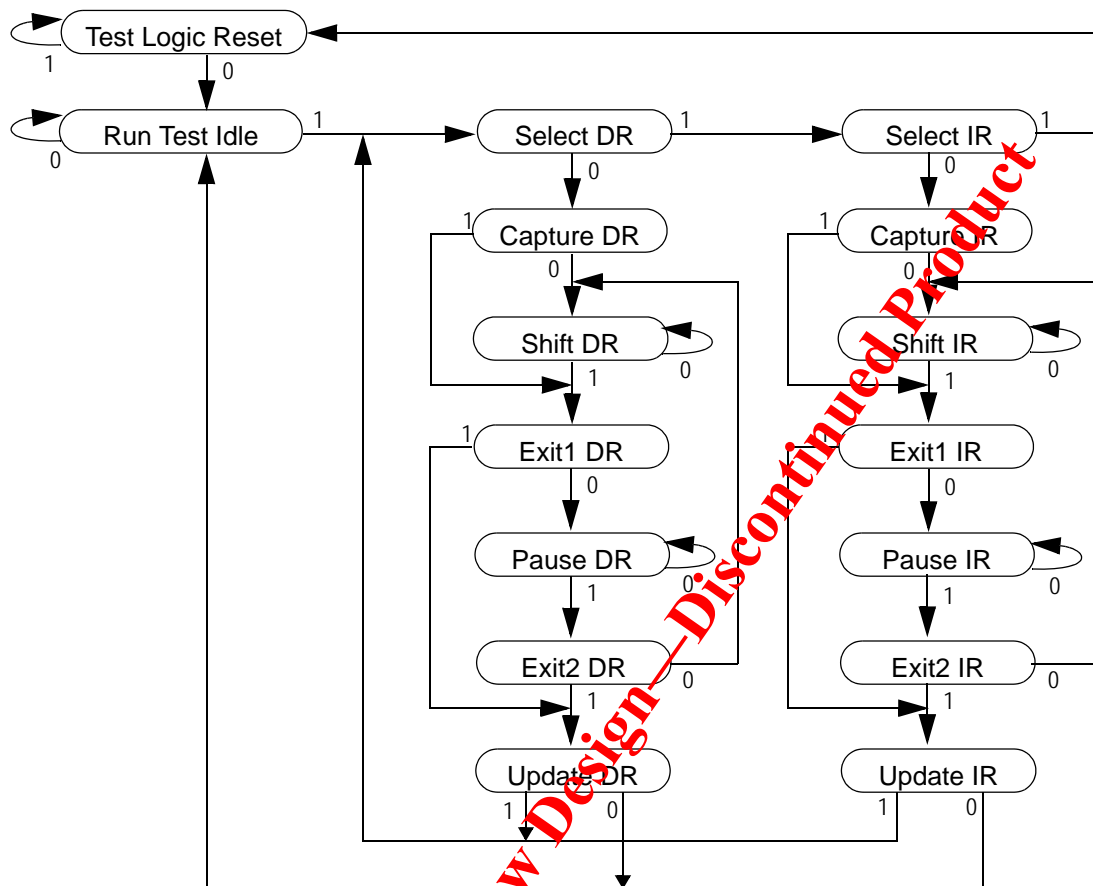 Test Logic Reset
1
0
Run Test Idle
1
0
Select DR
1
0
Select IR
1
0
Capture DR
1
0
Capture IR
1
0
Shift DR
0
1
Shift IR
0
1
Exit1 DR
1
0
Exit1 IR
1
0
Pause DR
0
1
Pause IR
0
1
Exit2 DR
0
1
Exit2 IR
0
1
Update DR
1
0
Update IR
1
0
Design—Discontinued Product